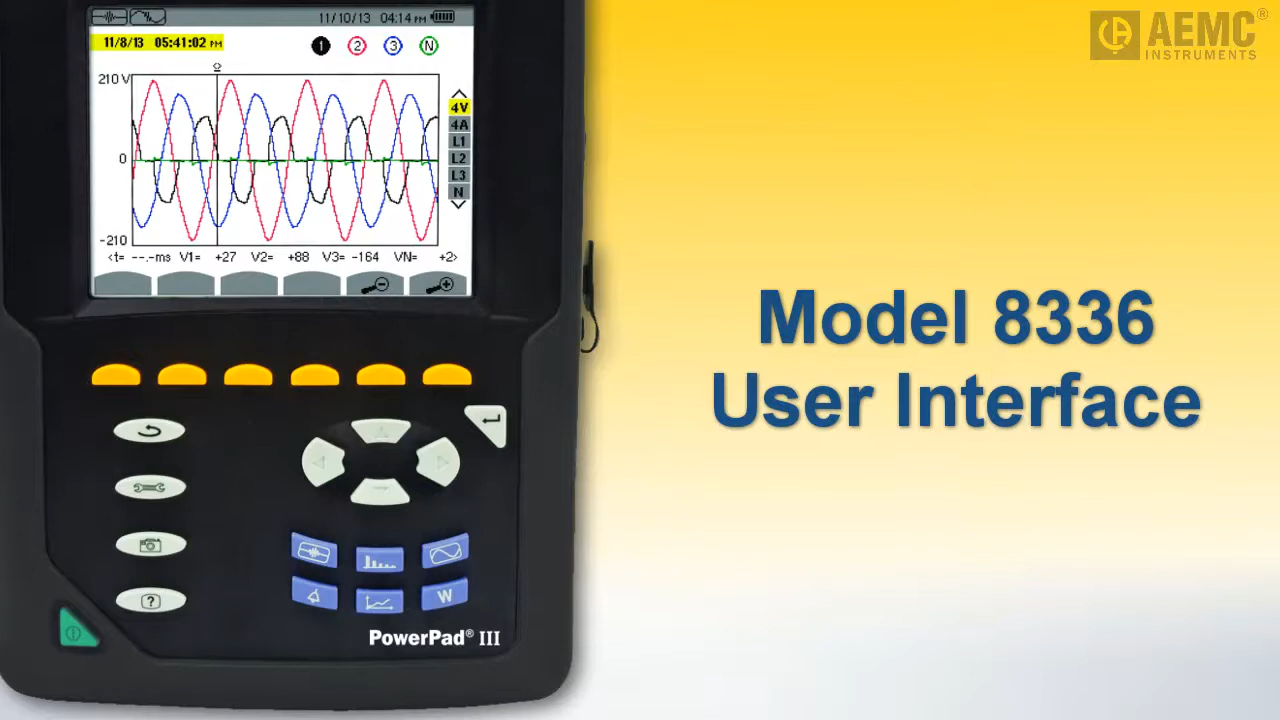 11/10/13 04:14 PM
11/8/13 05:41:02 PM
1 2 3 N
210 V
0
-210
4V
4A
L1
L2
L3
N
<t= --.-ms V1= +27 V2= +88 V3= -164 VN= +2>
W
PowerPad® III
AEMC®
INSTRUMENTS
Model 8336
User Interface